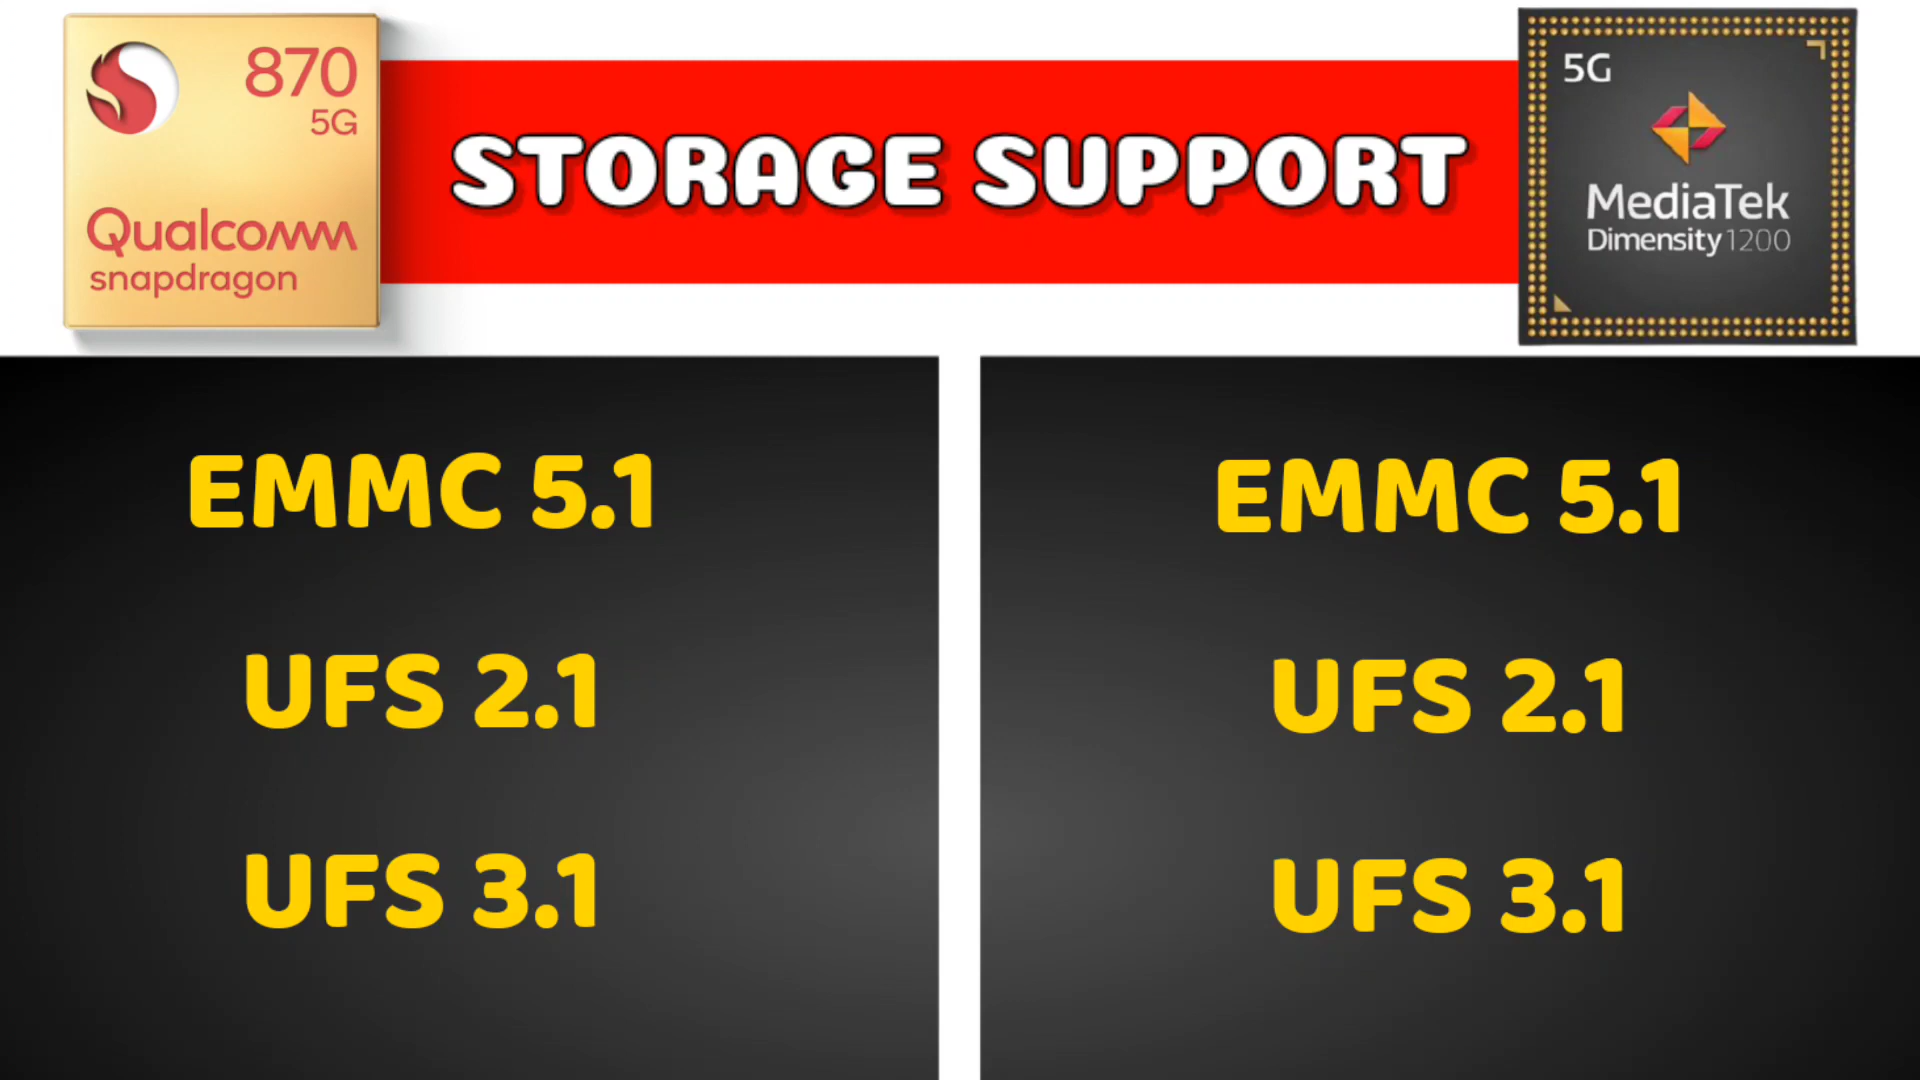 870
5G
Qualcomm
snapdragon
STORAGE SUPPORT
5G
MediaTek
Dimensity 1200
EMMC 5.1
UFS 2.1
UFS 3.1
EMMC 5.1
UFS 2.1
UFS 3.1